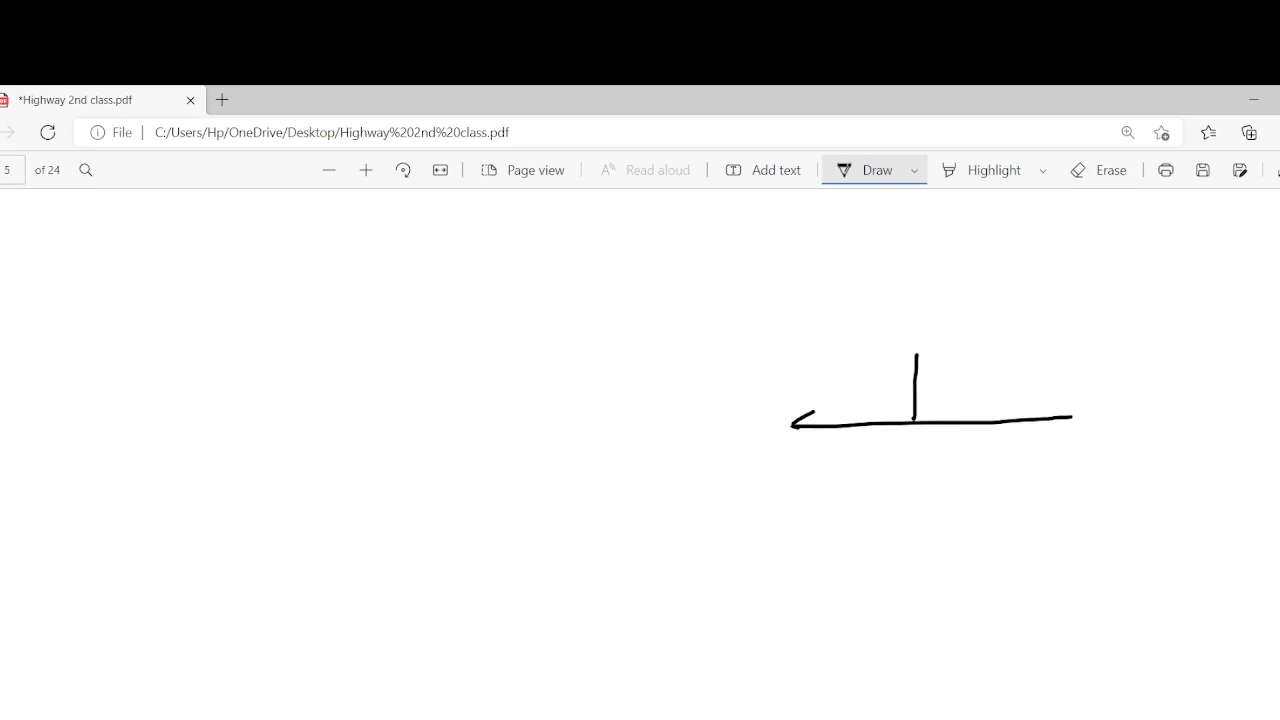 *Highway 2nd class.pdf
File | C:/Users/Hp/OneDrive/Desktop/Highway%202nd%20class.pdf
5 of 24 Page view Read aloud Add text Draw Highlight Erase